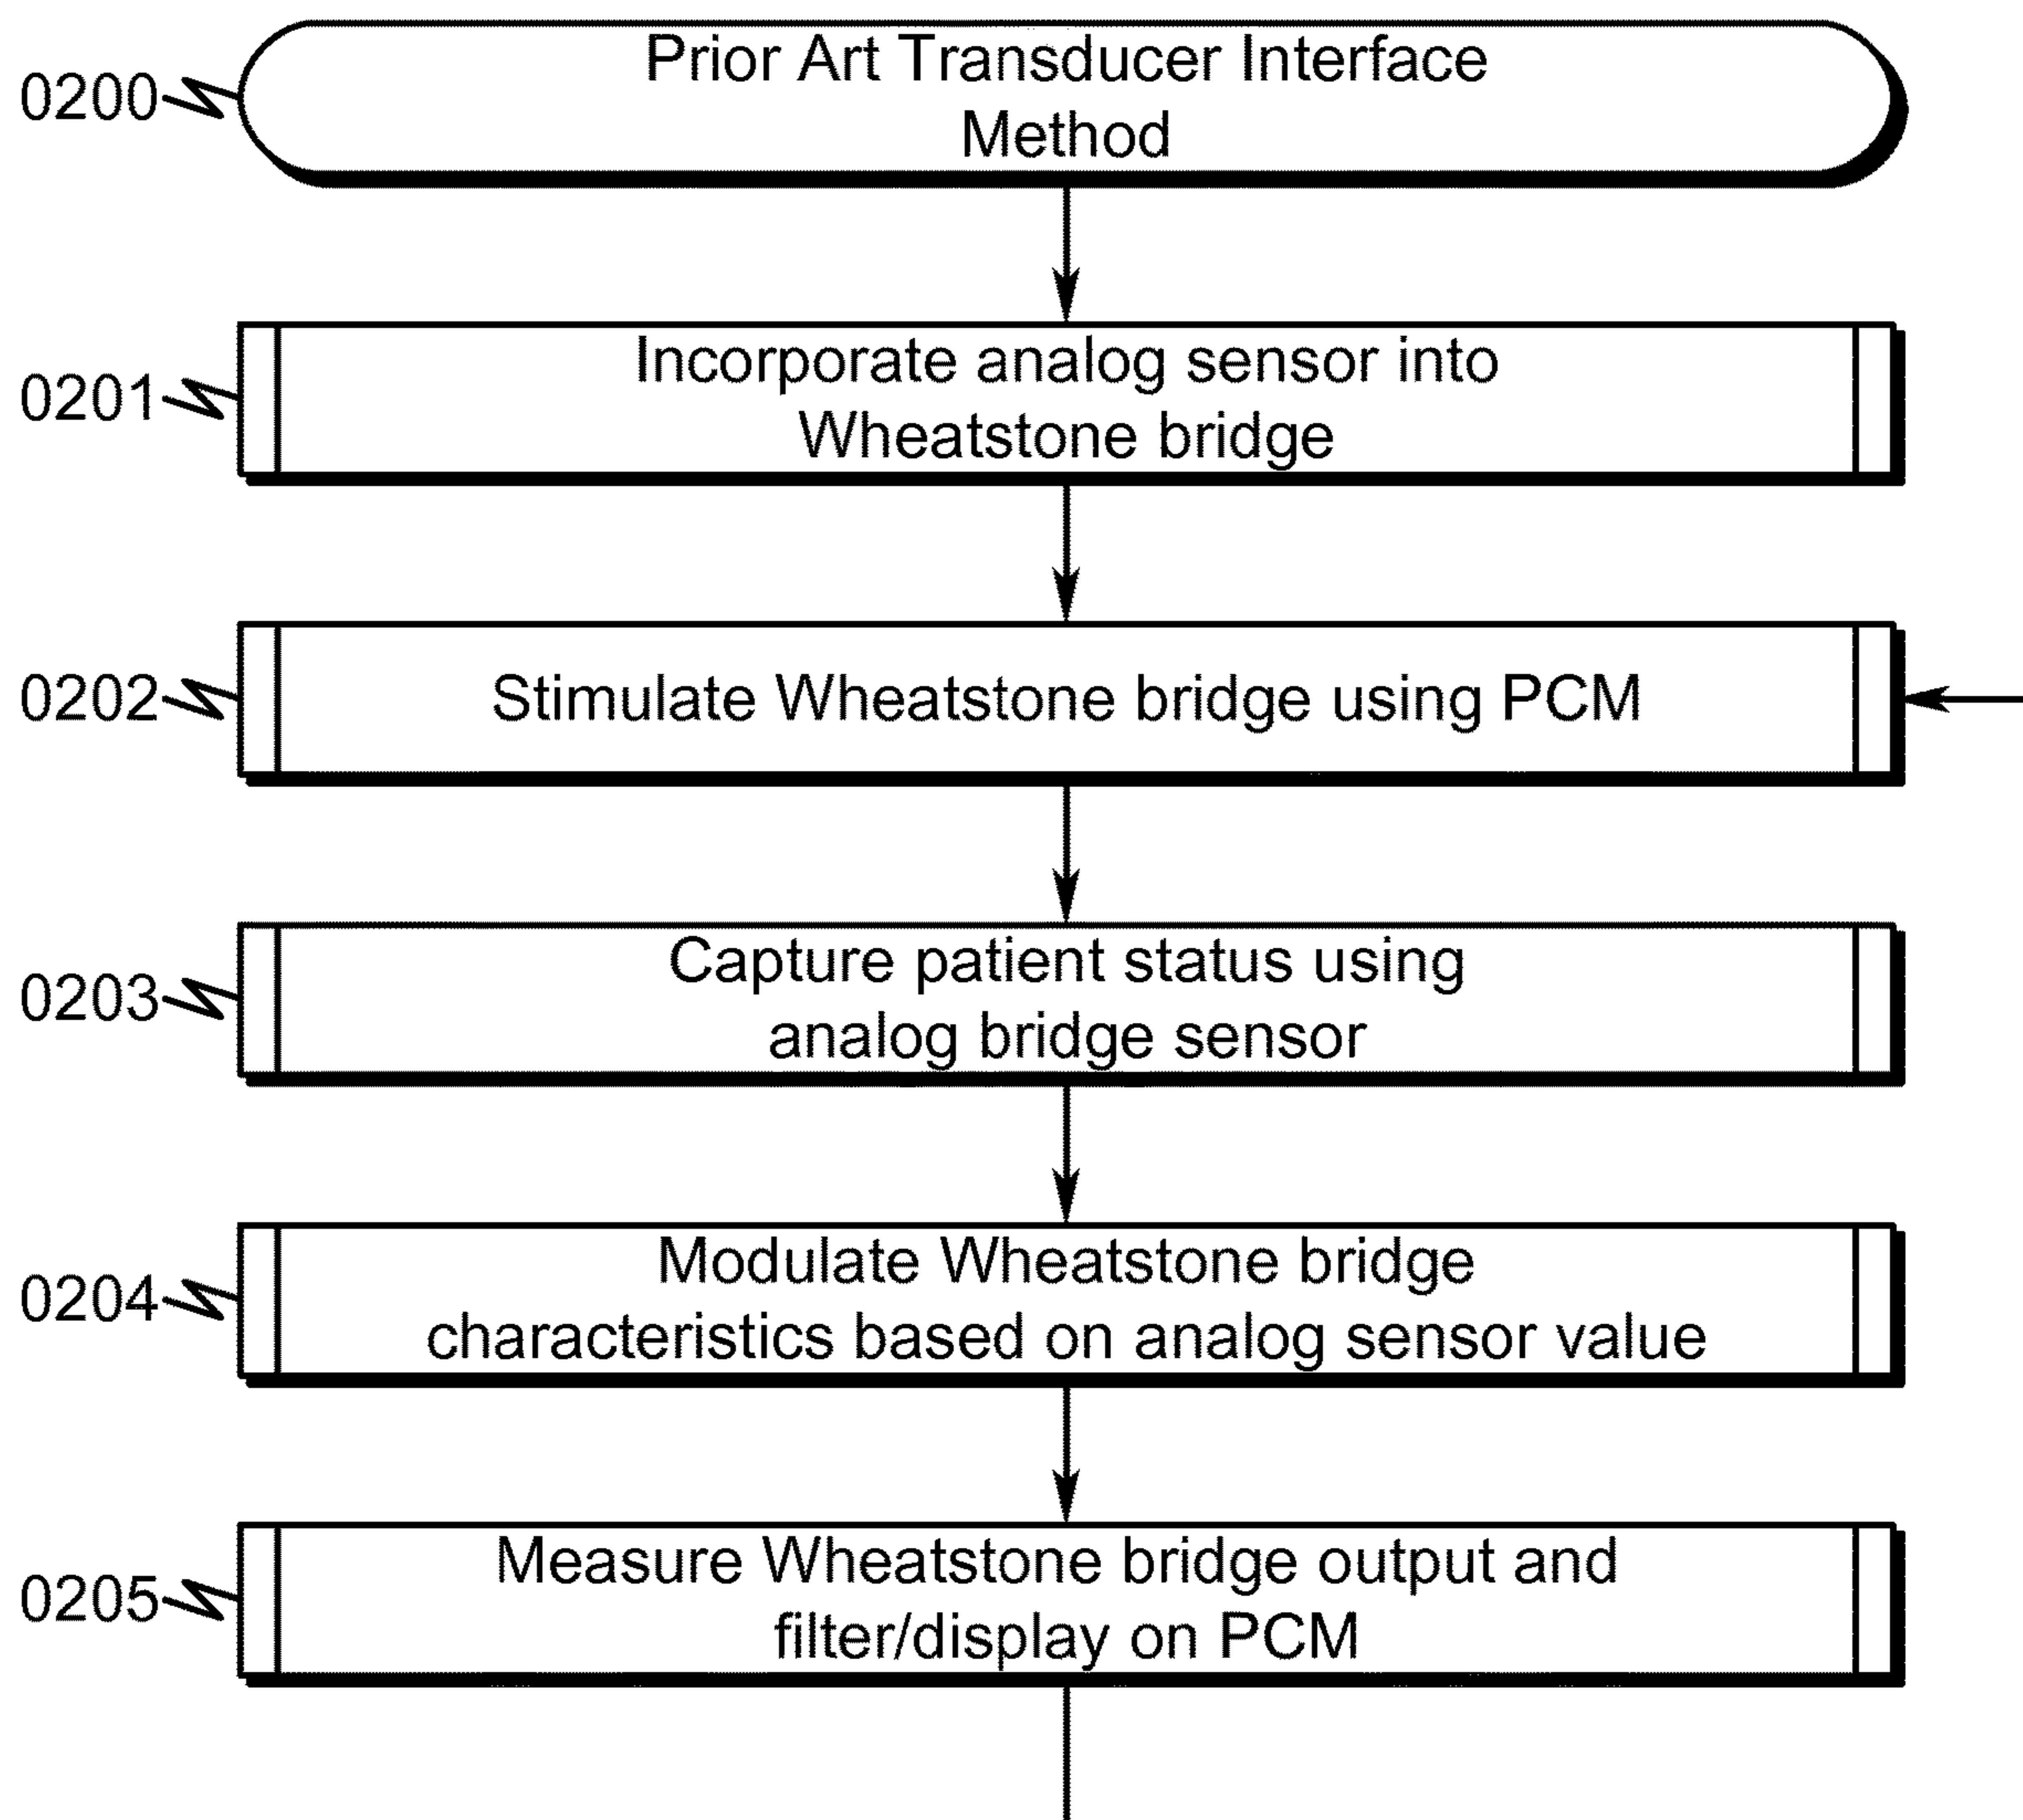 Prior Art Transducer Interface
Method
0200
Incorporate analog sensor into
Wheatstone bridge
0201
Stimulate Wheatstone bridge using PCM
0202
Capture patient status using
analog bridge sensor
0203
Modulate Wheatstone bridge
characteristics based on analog sensor value
0204
Measure Wheatstone bridge output and
filter/display on PCM
0205